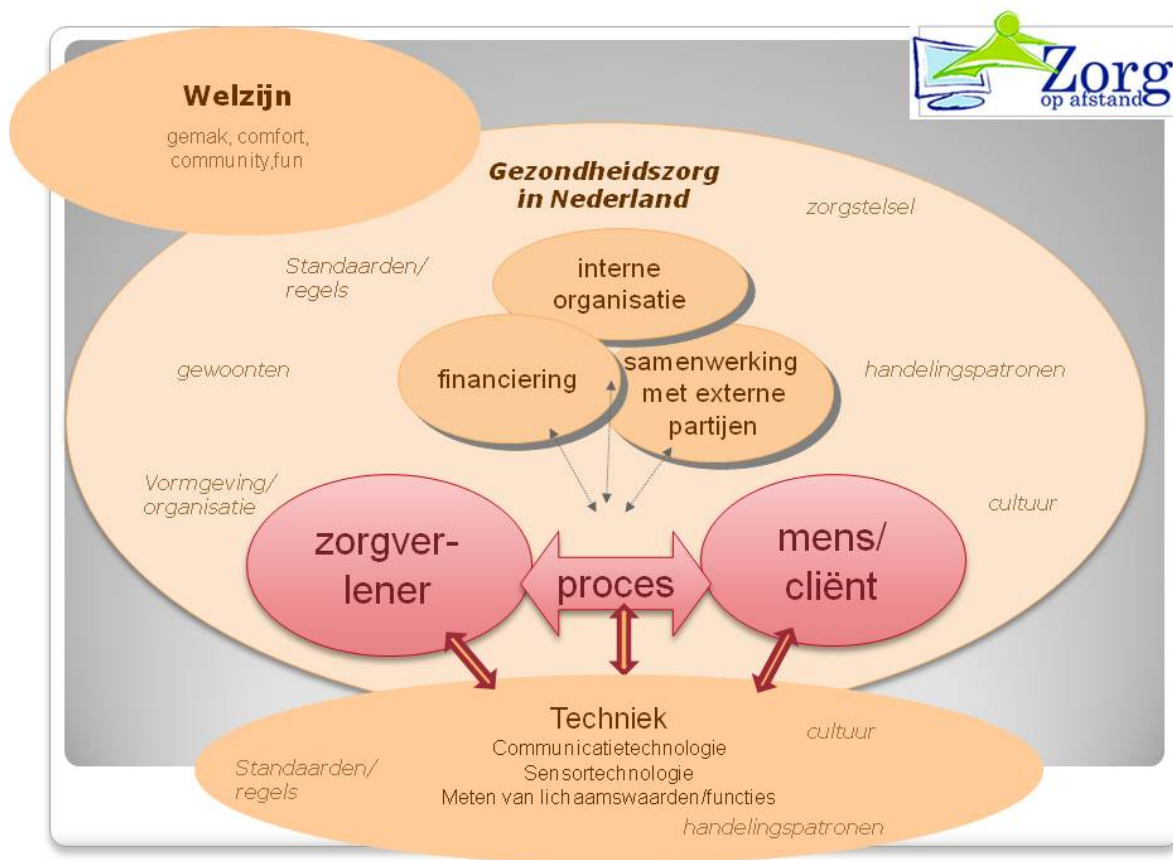 Zorg
op afstand
Welzijn
gemak, comfort,
community,fun
Gezondheidszorg
in Nederland
zorgstelsel
Standaarden/
regels
interne
organisatie
gewoonten
financiering
samenwerking
met externe
partijen
handelingspatronen
Vormgeving/
organisatie
cultuur
zorgver-
lener
proces
mens/
cliënt
Techniek
Communicatietechnologie
Sensortechnologie
Meten van lichaamswaarden/functies
cultuur
Standaarden/
regels
handelingspatronen